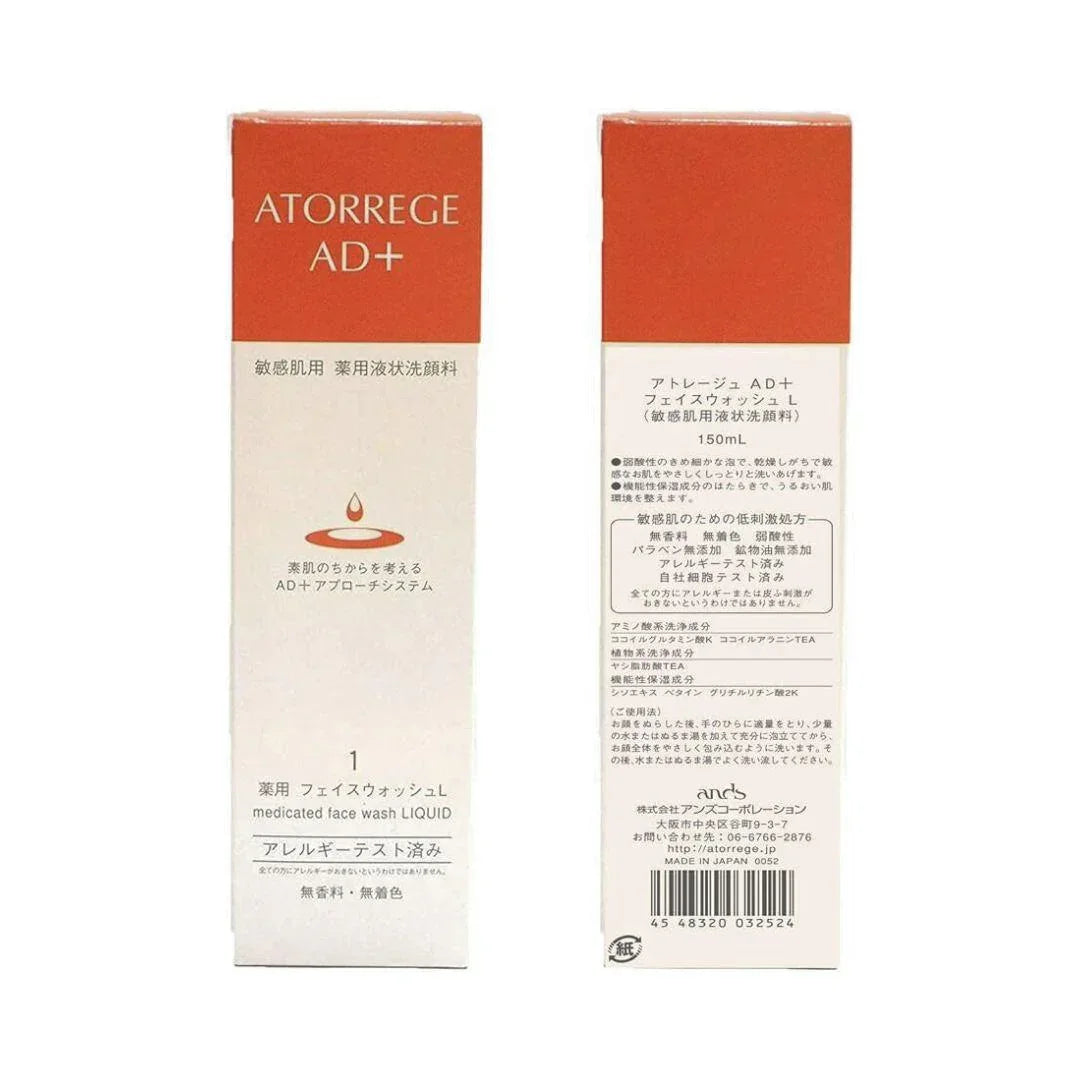 ATORREGE
AD+
敏感肌用 薬用液状洗顔料
素肌のちからを考える
AD+アプローチシステム
1
薬用 フェイスウォッシュL
medicated face wash LIQUID
アレルギーテスト済み
全ての方にアレルギーがおきないというわけではありません。
無香料・無着色
アトレージュ AD+
フェイスウォッシュ L
(敏感肌用液状洗顔料)
150mL
●弱酸性のきめ細かな泡で、乾燥しがちで敏
感なお肌をやさしくしっとりと洗いあげます。
●機能性保湿成分のはたらきで、うるおい肌
環境を整えます。
敏感肌のための低刺激処方
無香料 無着色 弱酸性
パラベン無添加 鉱物油無添加
アレルギーテスト済み
自社細胞テスト済み
全ての方にアレルギーまたは皮ふ刺激が
おきないというわけではありません。
アミノ酸系洗浄成分
ココイルグルタミン酸K ココイルアラニンTEA
植物系洗浄成分
ヤシ脂肪酸TEA
機能性保湿成分
シソエキス ベタイン グリチルリチン酸2K
〈ご使用法〉
お顔をぬらした後、手のひらに適量をとり、少量
の水またはぬるま湯を加えて充分に泡立ててから、
お顔全体をやさしく包み込むように洗います。そ
の後、水またはぬるま湯でよく洗い流してください。
ands
株式会社アンズコーポレーション
大阪市中央区谷町9-3-7
お問い合わせ先:06-6766-2876
http://atorrege.jp
MADE IN JAPAN 0052
4 548320 032524
紙